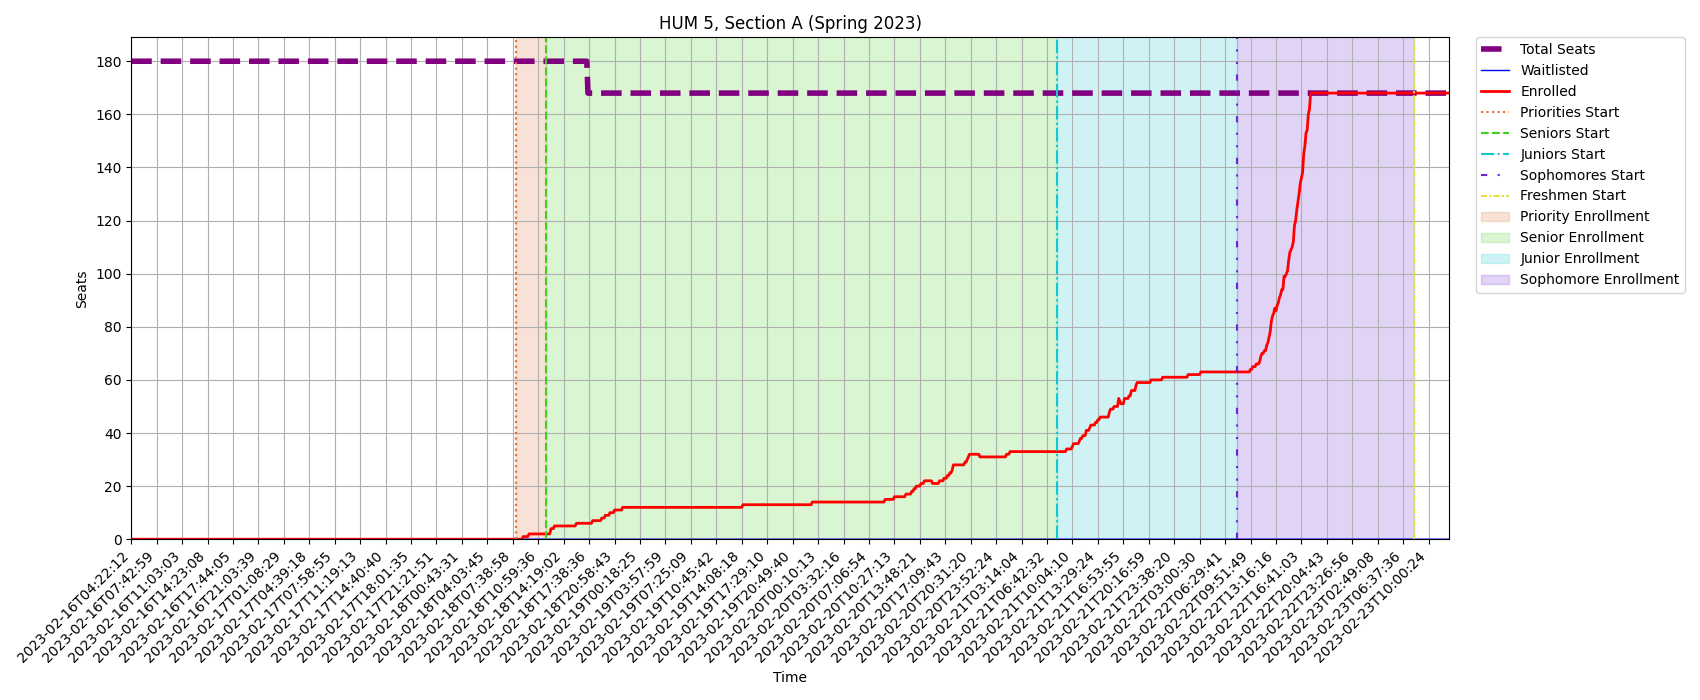 HUM 5, Section A (Spring 2023)
Seats
180
160
140
120
100
80
60
40
20
0
2023-02-16T04:22:12
2023-02-16T07:42:59
2023-02-16T11:03:03
2023-02-16T14:23:08
2023-02-16T17:44:05
2023-02-16T21:03:39
2023-02-17T01:08:29
2023-02-17T04:39:18
2023-02-17T07:58:55
2023-02-17T11:19:13
2023-02-17T14:40:40
2023-02-17T18:01:35
2023-02-17T21:21:51
2023-02-18T00:43:31
2023-02-18T04:03:45
2023-02-18T07:38:58
2023-02-18T10:59:36
2023-02-18T14:19:02
2023-02-18T17:38:36
2023-02-18T20:58:43
2023-02-19T00:18:25
2023-02-19T03:57:59
2023-02-19T07:25:09
2023-02-19T10:45:42
2023-02-19T14:08:18
2023-02-19T17:29:10
2023-02-19T20:49:40
2023-02-20T00:10:13
2023-02-20T03:32:16
2023-02-20T07:06:54
2023-02-20T10:27:13
2023-02-20T13:48:21
2023-02-20T17:09:43
2023-02-20T20:31:20
2023-02-20T23:52:24
2023-02-21T03:14:04
2023-02-21T06:42:32
2023-02-21T10:04:10
2023-02-21T13:29:24
2023-02-21T16:53:55
2023-02-21T20:16:59
2023-02-21T23:38:20
2023-02-22T03:00:30
2023-02-22T06:29:41
2023-02-22T09:51:49
2023-02-22T13:16:16
2023-02-22T16:41:03
2023-02-22T20:04:43
2023-02-22T23:26:56
2023-02-23T02:49:08
2023-02-23T06:37:36
2023-02-23T10:00:24
Time
Total Seats
Waitlisted
Enrolled
Priorities Start
Seniors Start
Juniors Start
Sophomores Start
Freshmen Start
Priority Enrollment
Senior Enrollment
Junior Enrollment
Sophomore Enrollment